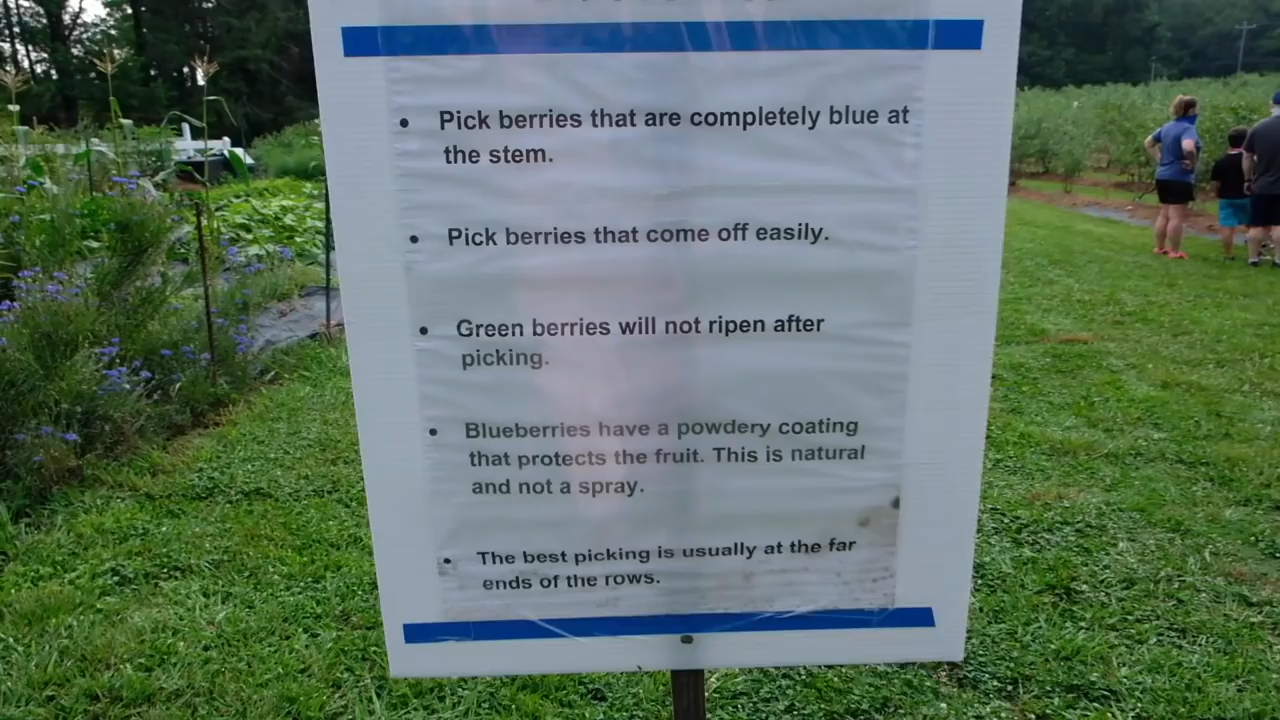 • Pick berries that are completely blue at
the stem.
• Pick berries that come off easily.
• Green berries will not ripen after
picking.
• Blueberries have a powdery coating
that protects the fruit. This is natural
and not a spray.
• The best picking is usually at the far
ends of the rows.